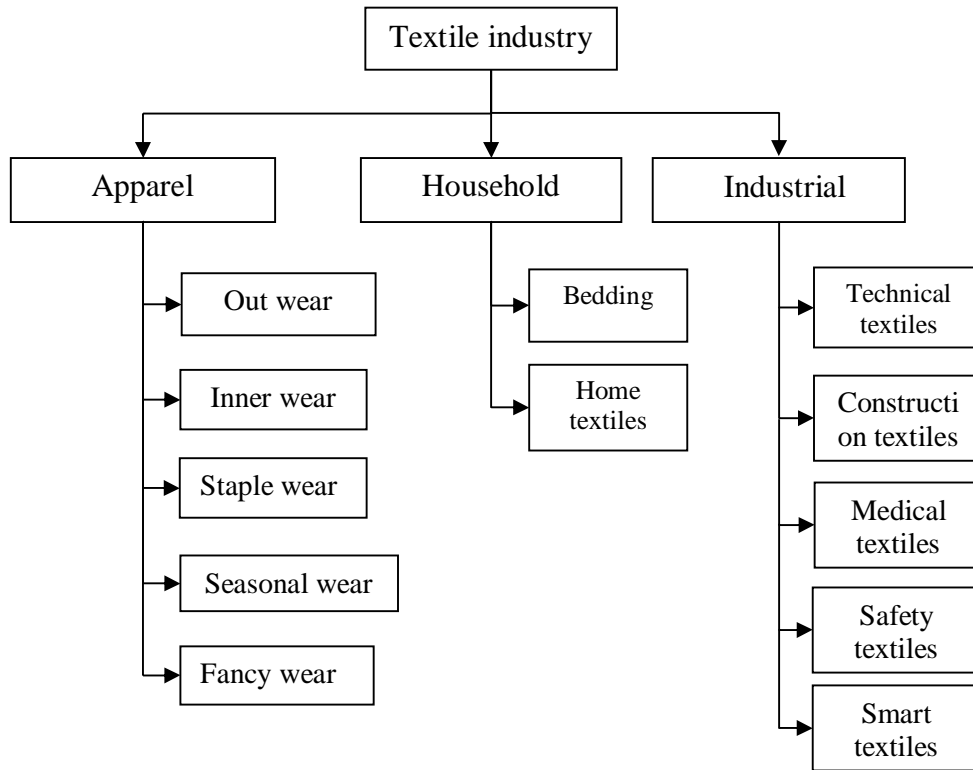 Textile industry
Apparel
Household
Industrial
Out wear
Inner wear
Staple wear
Seasonal wear
Fancy wear
Bedding
Home
textiles
Technical
textiles
Constructi
on textiles
Medical
textiles
Safety
textiles
Smart
textiles